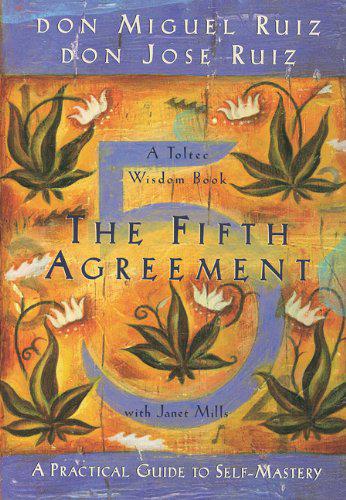 DON MIGUEL RUIZ
DON JOSE RUIZ
A Toltec
Wisdom Book
5
THE FIFTH
AGREEMENT
with Janet Mills
A PRACTICAL GUIDE TO SELF-MASTERY